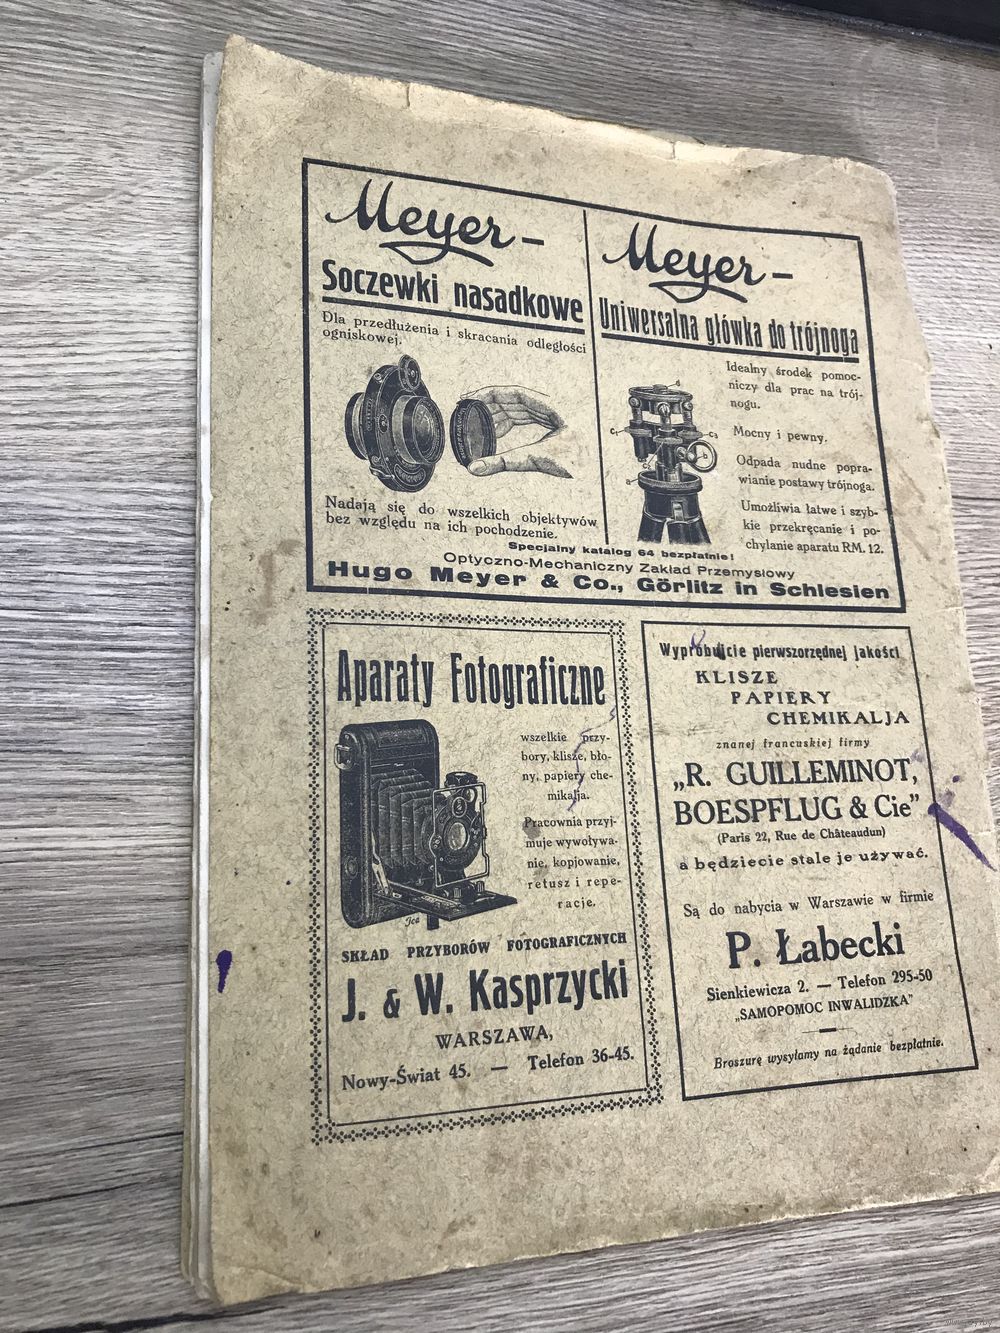 Meyer-
Soczewki nasadkowe
Dla przedłużenia i skracania odległości
ogniskowej.
Nadają się do wszelkich objektywów
bez względu na ich pochodzenie.
Meyer-
Uniwersalna główka do trójnoga
Idealny środek pomoc-
niczy dla prac na trój-
nogu.
Mocny i pewny.
Odpada nudne popra-
wianie postawy trójnoga.
Umożliwia łatwe i szyb-
kie przekręcanie i po-
chylanie aparatu RM. 12.
Specjalny katalog 64 bezpłatnie!
Optyczno-Mechaniczny Zakład Przemysłowy
Hugo Meyer & Co., Görlitz in Schlesien
Aparaty Fotograficzne
wszelkie przy-
bory, klisze, bło-
ny, papiery che-
mikalja.
Pracownia przyj-
muje wywoływa-
nie, kopjowanie,
retusz i repe-
racje.
Jca
SKŁAD PRZYBORÓW FOTOGRAFICZNYCH
J. & W. Kasprzycki
WARSZAWA,
Nowy-Świat 45. — Telefon 36-45.
Wypróbujcie pierwszorzędnej jakości
KLISZE
PAPIERY
CHEMIKALJA
znanej francuskiej firmy
„R. GUILLEMINOT,
BOESPFLUG & Cie”
(Paris 22, Rue de Châteaudun)
a będziecie stale je używać.
Są do nabycia w Warszawie w firmie
P. Łabecki
Sienkiewicza 2. — Telefon 295-50
„SAMOPOMOC INWALIDZKA”
Broszurę wysyłamy na żądanie bezpłatnie.